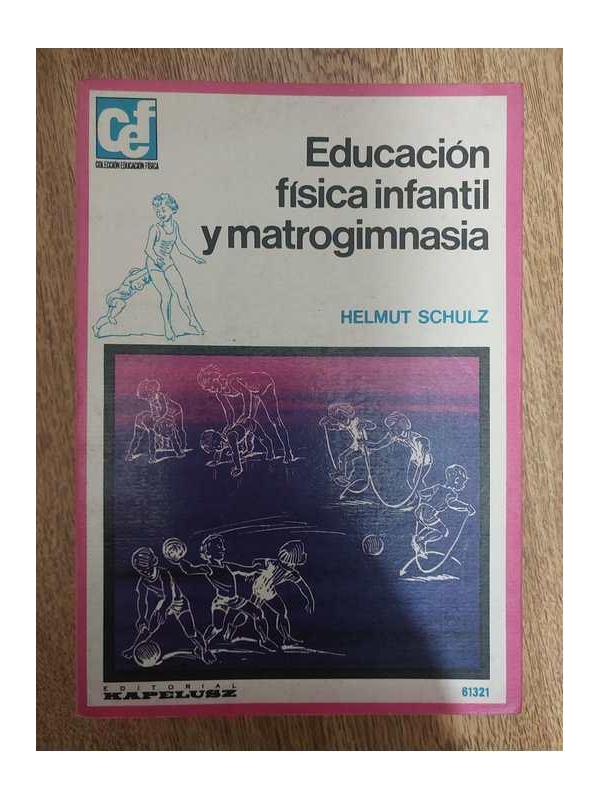 cef
COLECCIÓN EDUCACIÓN FÍSICA
Educación
física infantil
y matrogimnasia
HELMUT SCHULZ
EDITORIAL
KAPELUSZ
61321